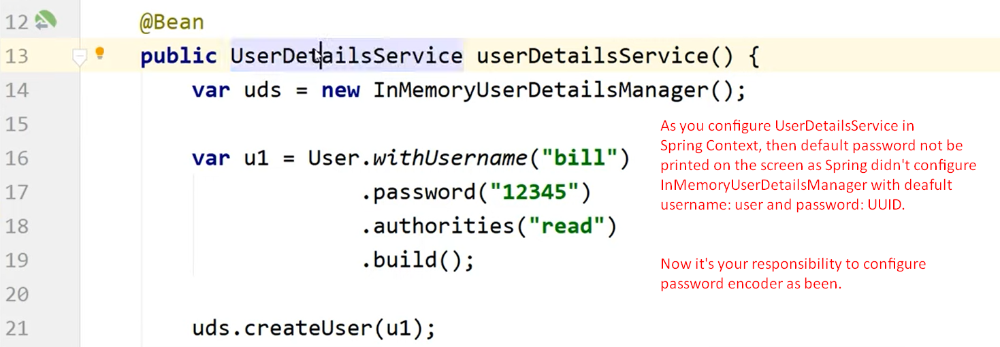 12 @Bean
13 public UserDetailsService userDetailsService() {
14 var uds = new InMemoryUserDetailsManager();
15
As you configure UserDetailsService in
Spring Context, then default password not be
printed on the screen as Spring didn't configure
InMemoryUserDetailsManager with deafult
username: user and password: UUID.
16 var u1 = User.withUsername("bill")
17 .password("12345")
18 .authorities("read")
19 .build();
Now it's your responsibility to configure
password encoder as been.
20
21 uds.createUser(u1);